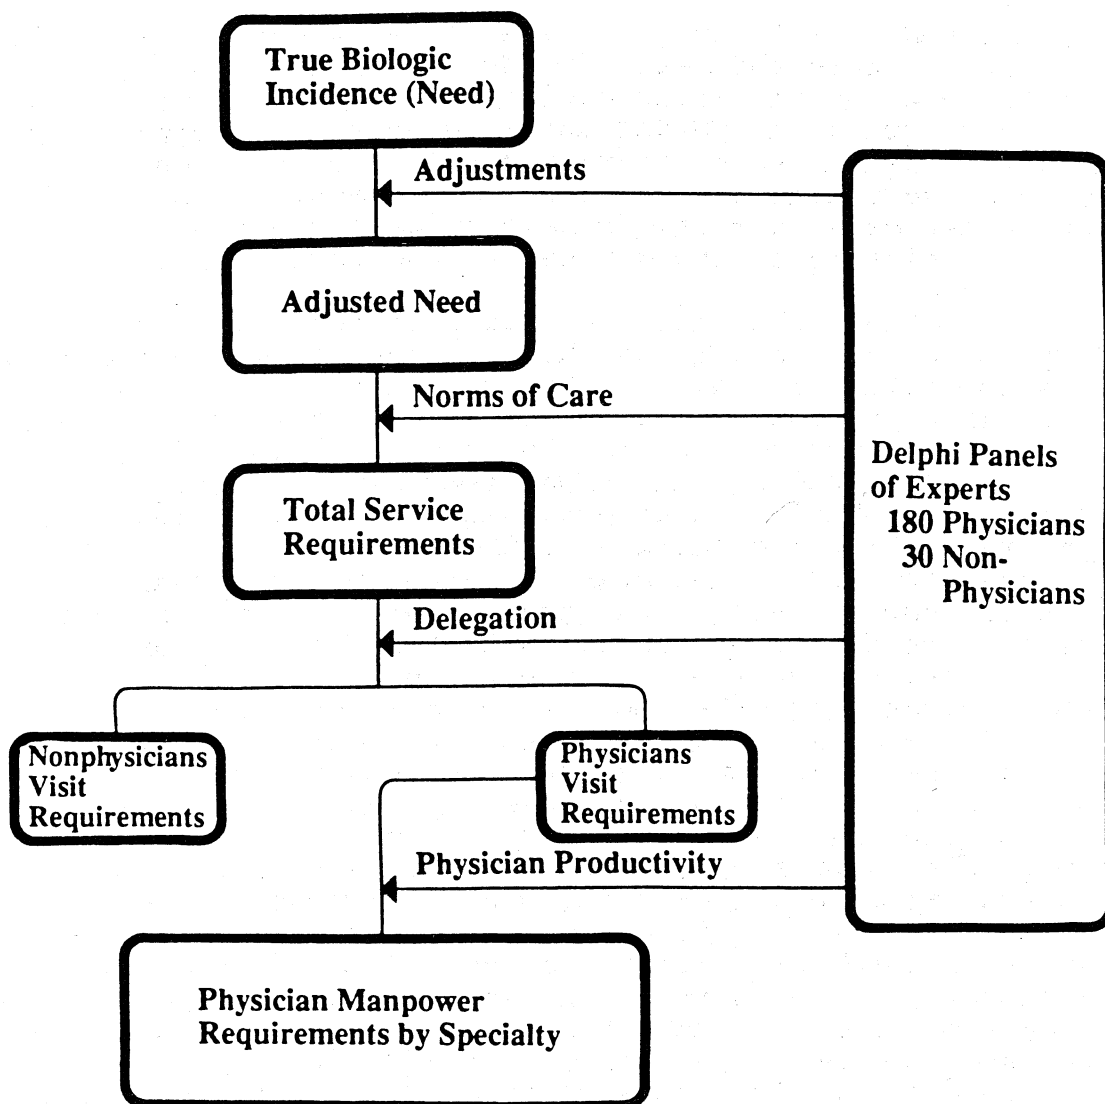 True Biologic
Incidence (Need)
Adjustments
Adjusted Need
Norms of Care
Delphi Panels
of Experts
180 Physicians
30 Non-
Physicians
Total Service
Requirements
Delegation
Nonphysicians
Visit
Requirements
Physicians
Visit
Requirements
Physician Productivity
Physician Manpower
Requirements by Specialty